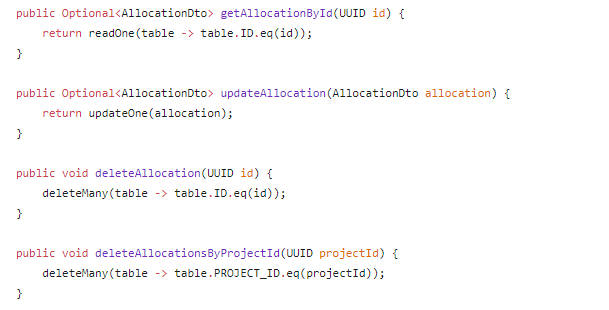 public Optional<AllocationDto> getAllocationById(UUID id) {
    return readOne(table -> table.ID.eq(id));
}

public Optional<AllocationDto> updateAllocation(AllocationDto allocation) {
    return updateOne(allocation);
}

public void deleteAllocation(UUID id) {
    deleteMany(table -> table.ID.eq(id));
}

public void deleteAllocationsByProjectId(UUID projectId) {
    deleteMany(table -> table.PROJECT_ID.eq(projectId));
}